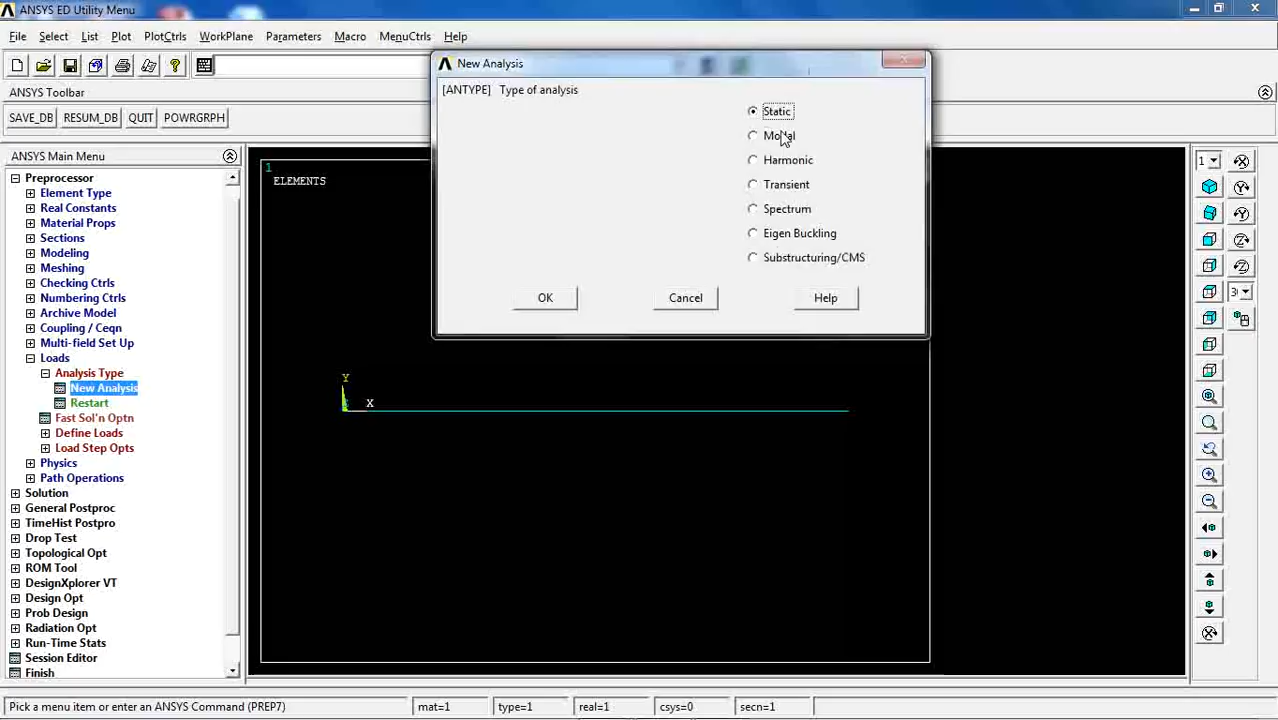 ANSYS ED Utility Menu
File Select List Plot PlotCtrls WorkPlane Parameters Macro MenuCtrls Help
ANSYS Toolbar
SAVE_DB RESUM_DB QUIT POWRGRPH
ANSYS Main Menu
Preprocessor
Element Type
Real Constants
Material Props
Sections
Modeling
Meshing
Checking Ctrls
Numbering Ctrls
Archive Model
Coupling / Ceqn
Multi-field Set Up
Loads
Analysis Type
New Analysis
Restart
Fast Sol'n Optn
Define Loads
Load Step Opts
Physics
Path Operations
Solution
General Postproc
TimeHist Postpro
Drop Test
Topological Opt
ROM Tool
DesignXplorer VT
Design Opt
Prob Design
Radiation Opt
Run-Time Stats
Session Editor
Finish
New Analysis
[ANTYPE] Type of analysis
Static
Modal
Harmonic
Transient
Spectrum
Eigen Buckling
Substructuring/CMS
OK Cancel Help
1
ELEMENTS
Y
X
1
Pick a menu item or enter an ANSYS Command (PREP7) mat=1 type=1 real=1 csys=0 secn=1